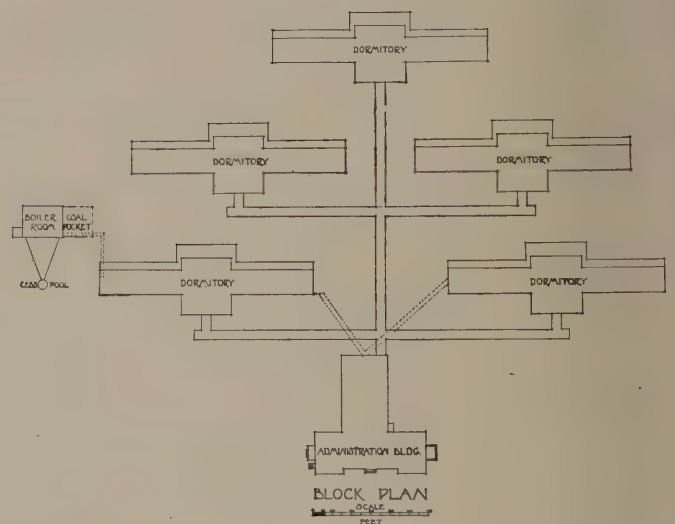 DORMITORY
DORMITORY
DORMITORY
BOILER ROOM
COAL POCKET
CESS POOL
DORMITORY
DORMITORY
ADMINISTRATION BLDG.
BLOCK PLAN
SCALE
FEET